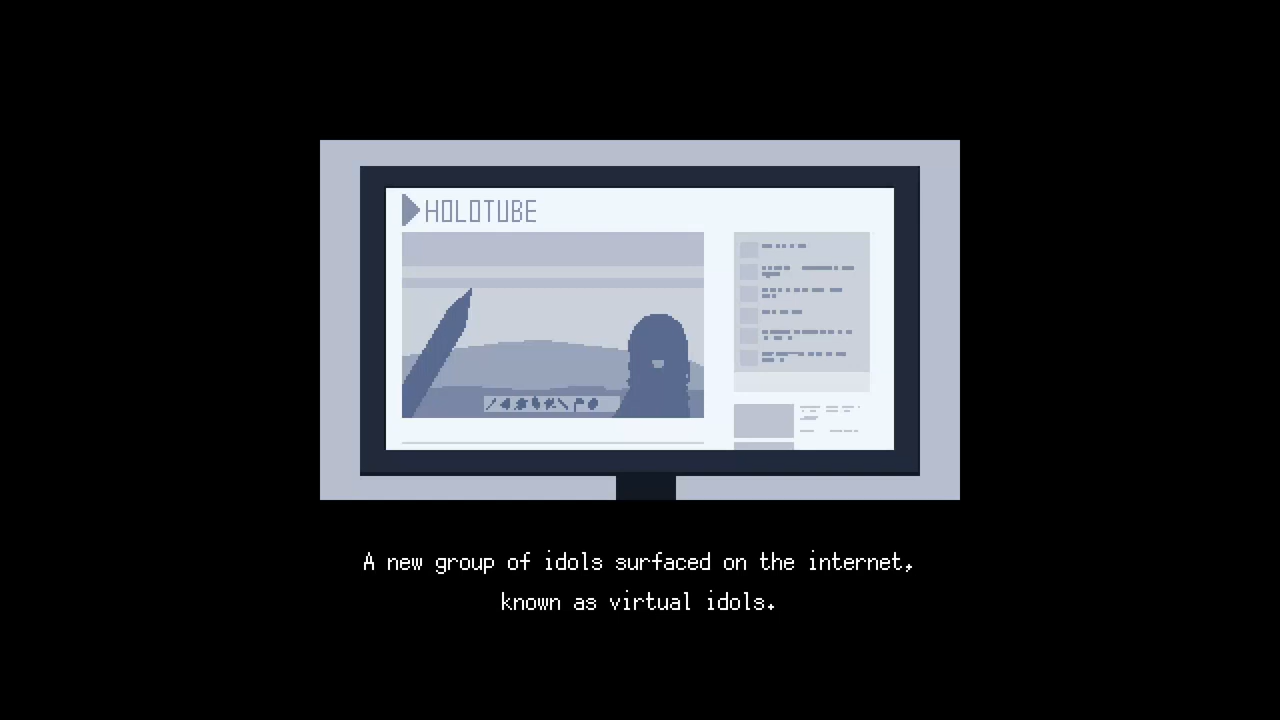 HOLOTUBE
A new group of idols surfaced on the internet,
known as virtual idols.